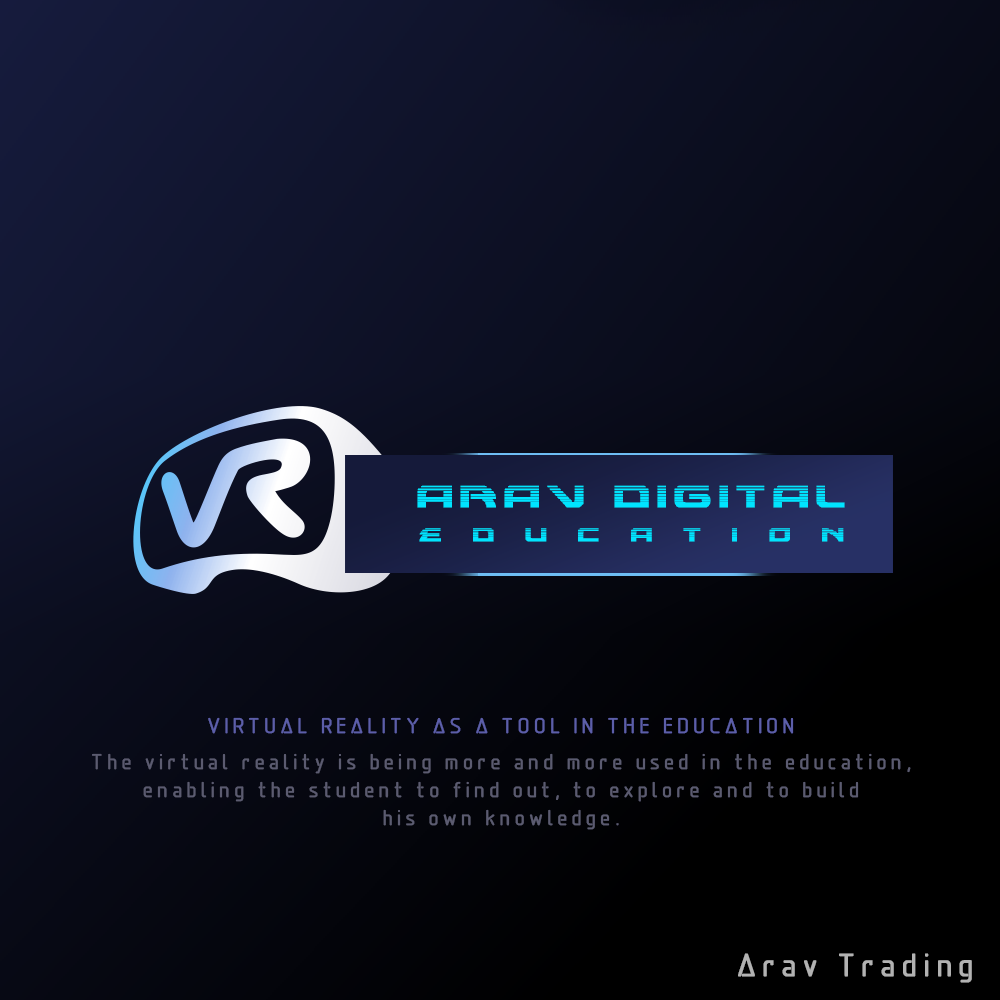 VR
ARAV DIGITAL
EDUCATION
VIRTUAL REALITY AS A TOOL IN THE EDUCATION
The virtual reality is being more and more used in the education,
enabling the student to find out, to explore and to build
his own knowledge.
Arav Trading